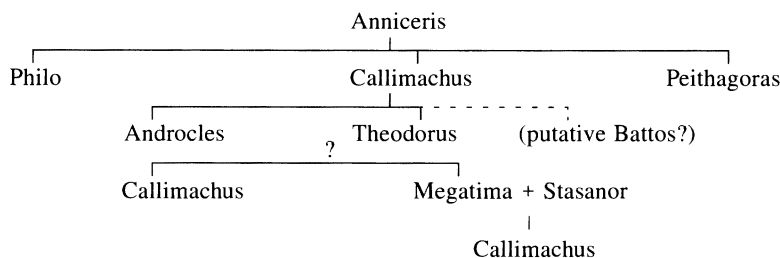 Anniceris
Philo Callimachus Peithagoras
Androcles Theodorus (putative Battos?)
?
Callimachus Megatima + Stasanor
Callimachus